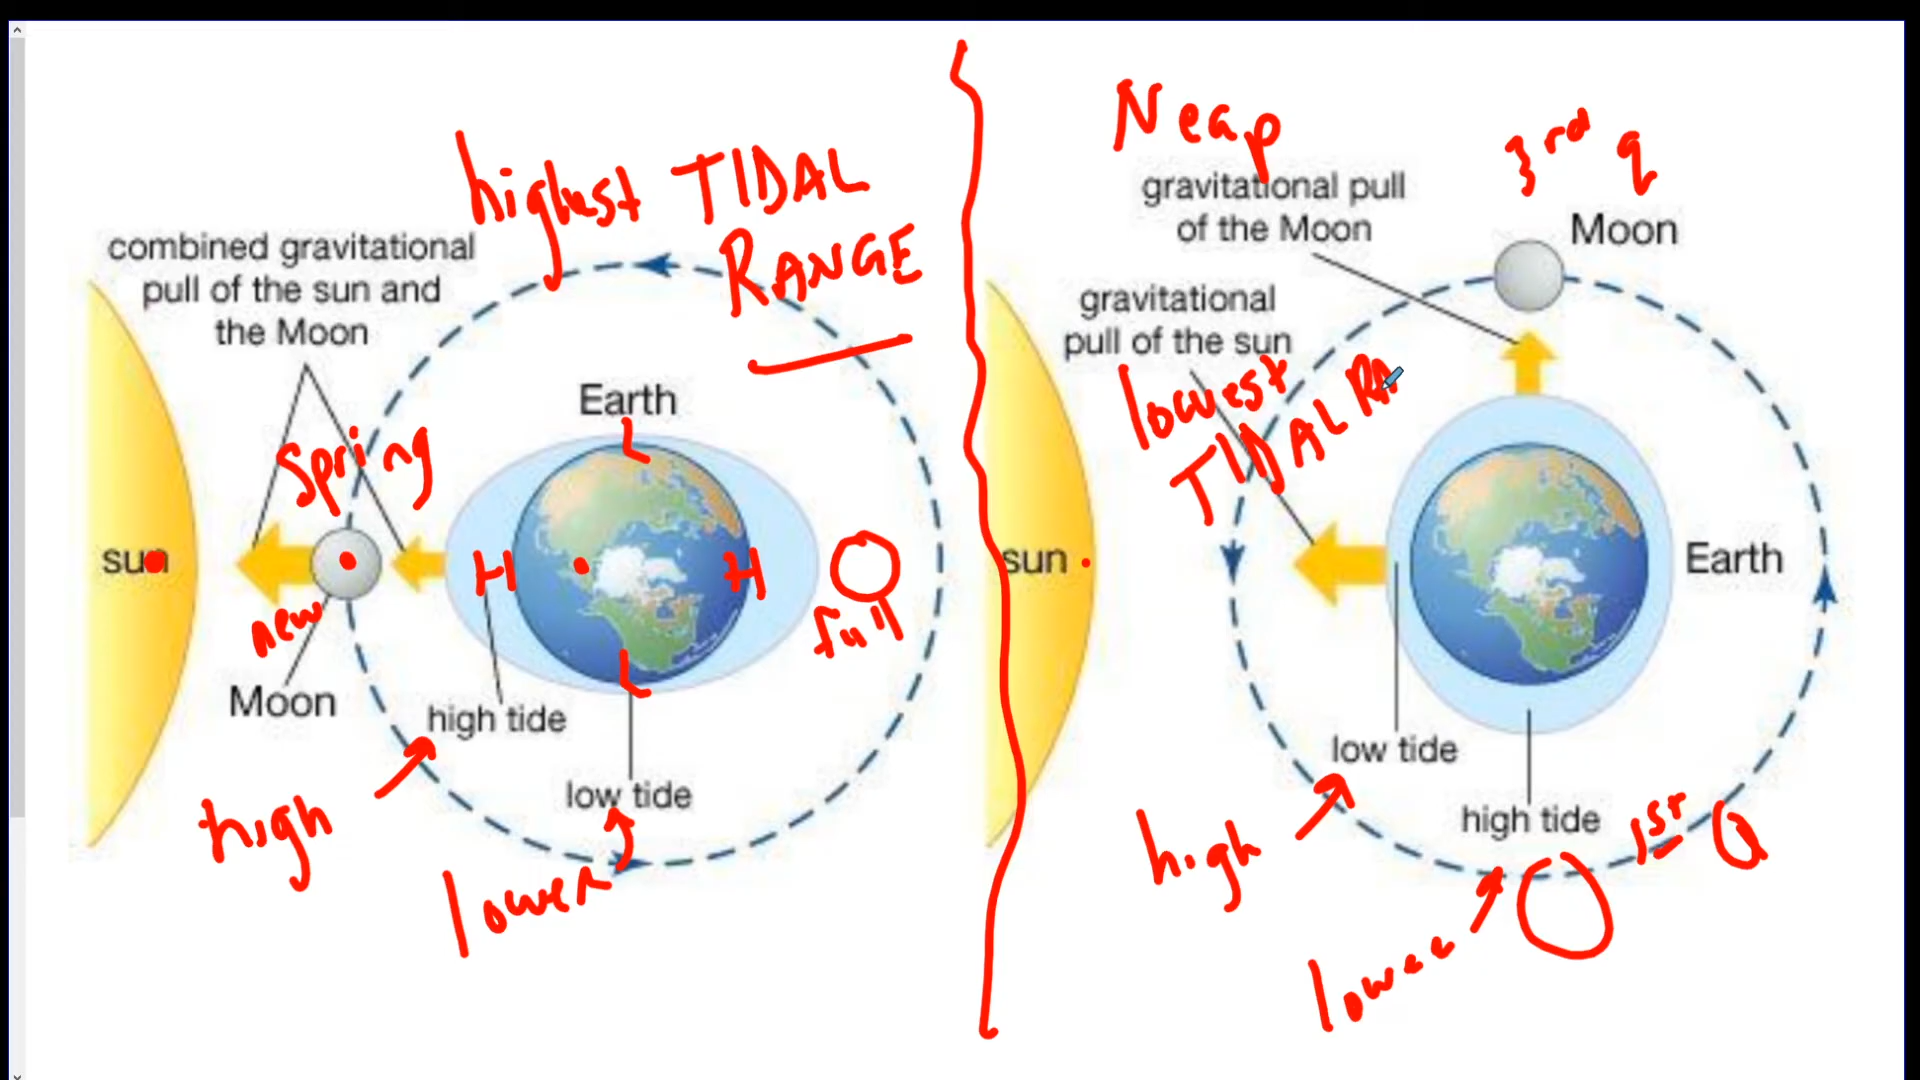 highest TIDAL
RANGE
combined gravitational
pull of the sun and
the Moon
Earth
L
Spring
sun
H
H
new
full
Moon
L
high tide
high
low tide
lower
Neap
3rd q
gravitational pull
of the Moon
Moon
gravitational
pull of the sun
lowest
TIDAL RA
sun
Earth
low tide
high tide
1st Q
high
lower